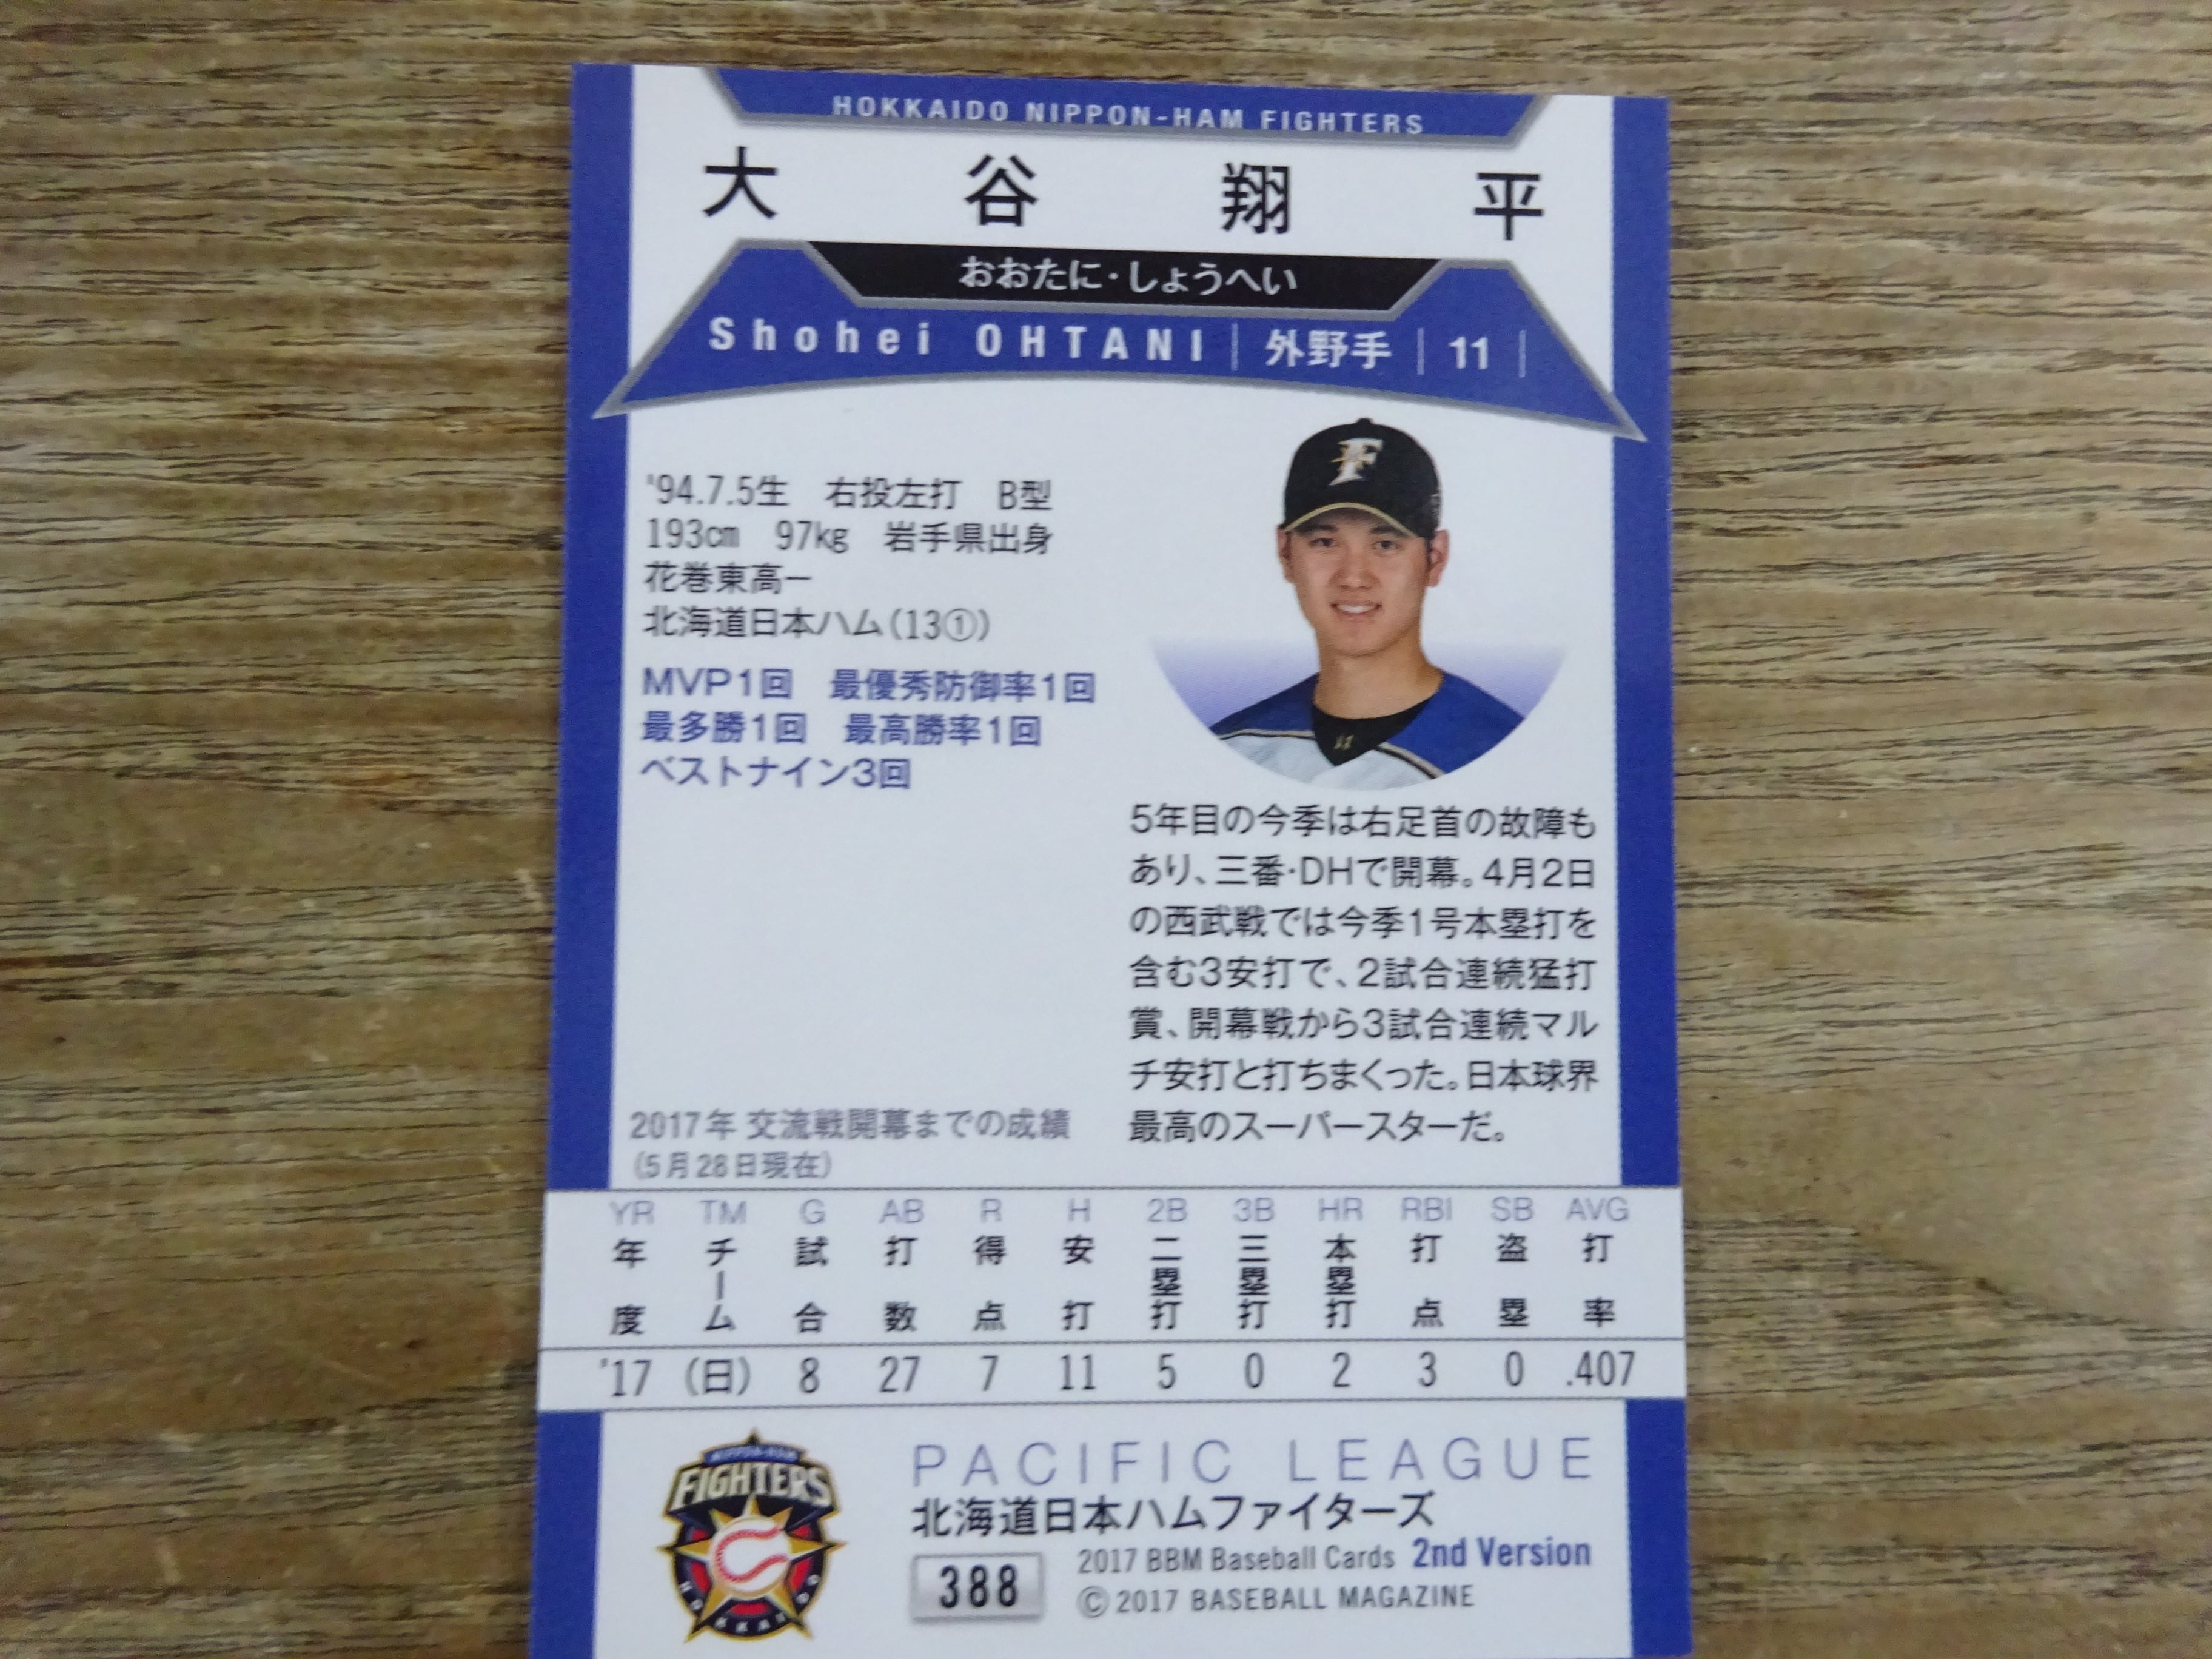 HOKKAIDO NIPPON-HAM FIGHTERS
大谷翔平
おおたに・しょうへい
Shohei OHTANI | 外野手 | 11 |
'94.7.5生 右投左打 B型
193cm 97kg 岩手県出身
花巻東高ー
北海道日本ハム(13①)
MVP1回 最優秀防御率1回
最多勝1回 最高勝率1回
ベストナイン3回
5年目の今季は右足首の故障も
あり、三番・DHで開幕。4月2日
の西武戦では今季1号本塁打を
含む3安打で、2試合連続猛打
賞、開幕戦から3試合連続マル
チ安打と打ちまくった。日本球界
最高のスーパースターだ。
2017年 交流戦開幕までの成績
(5月28日現在)
YR TM G AB R H 2B 3B HR RBI SB AVG
年度 チーム 試合 打数 得点 安打 二塁打 三塁打 本塁打 打点 盗塁 打率
'17 (日) 8 27 7 11 5 0 2 3 0 .407
NIPPON-HAM
FIGHTERS
HOKKAIDO
PACIFIC LEAGUE
北海道日本ハムファイターズ
388
2017 BBM Baseball Cards 2nd Version
© 2017 BASEBALL MAGAZINE